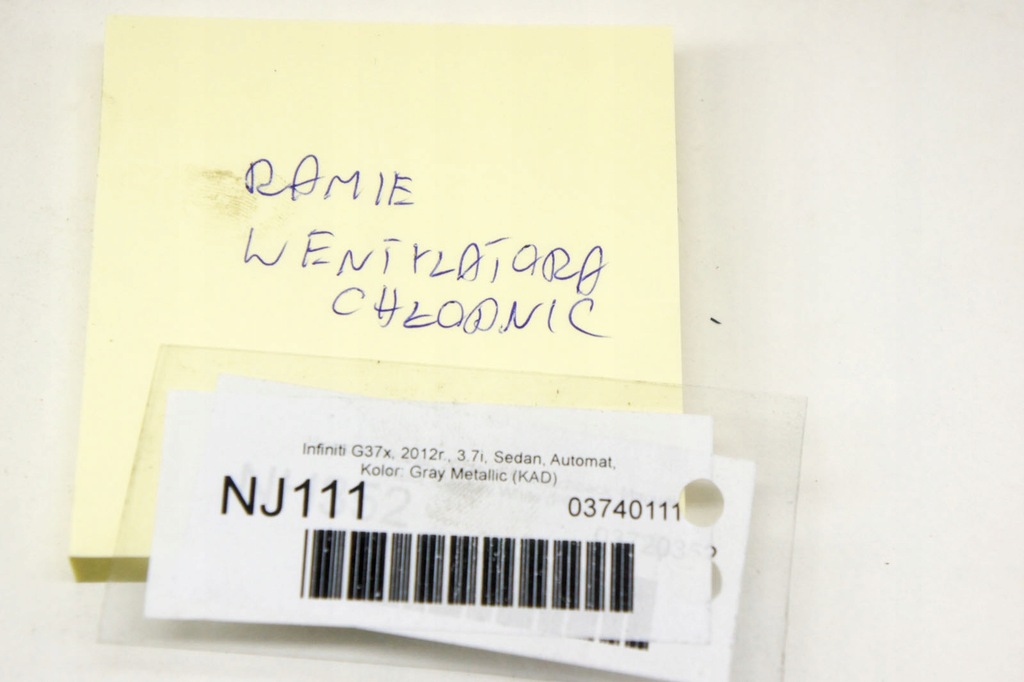 RAMIE
WENTYLATORA
CHŁODNIC
Infiniti G37x, 2012r., 3.7i, Sedan, Automat,
Kolor: Gray Metallic (KAD)
NJ111
03740111